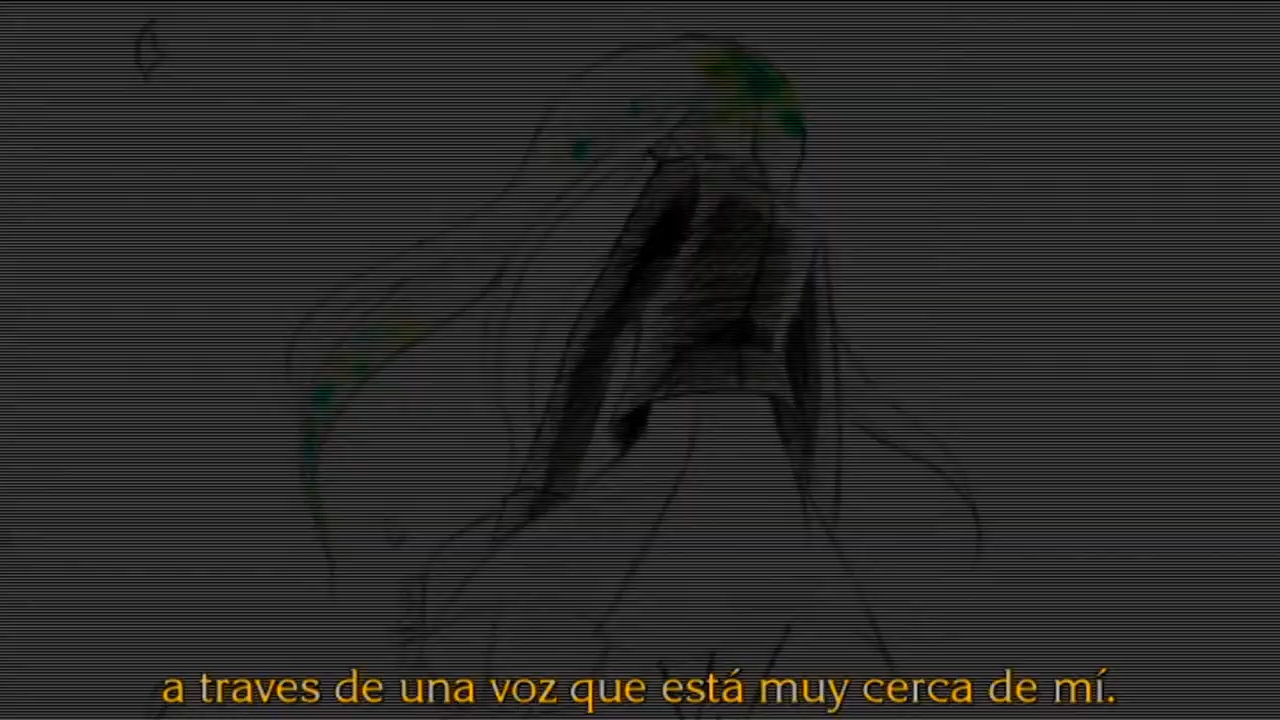 a traves de una voz que está muy cerca de mí.